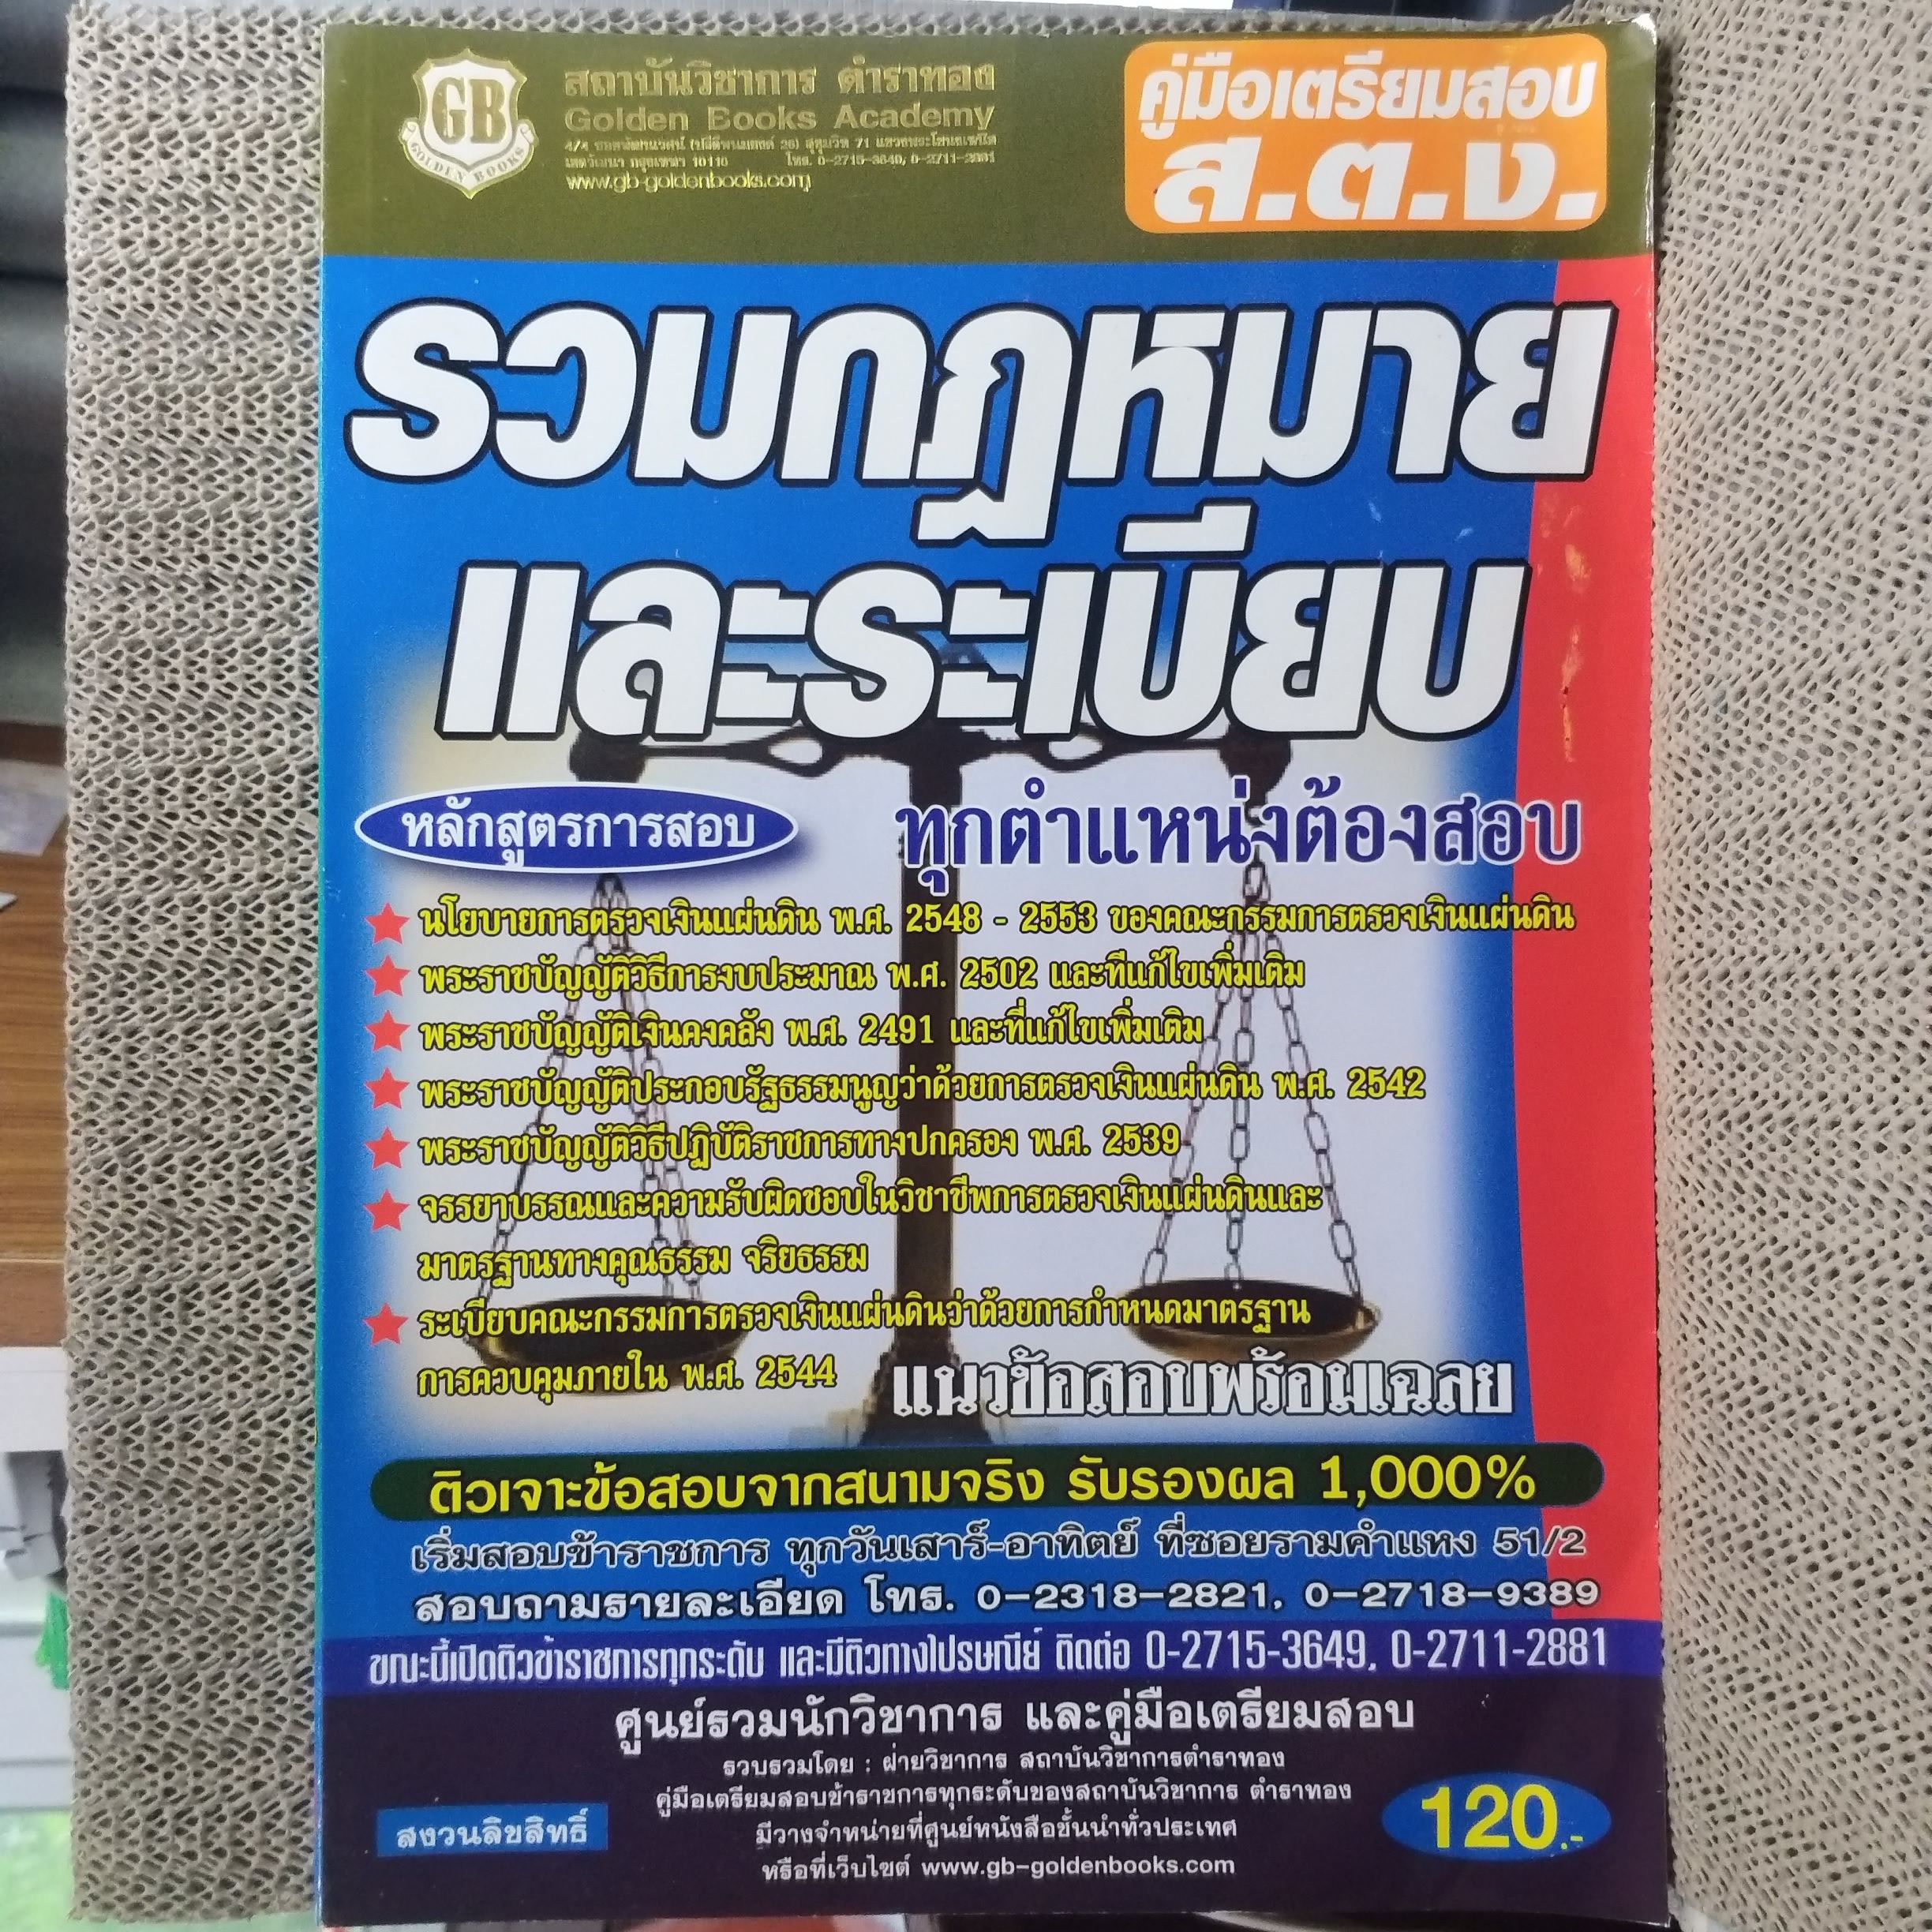 GB
GOLDEN BOOKS
สถาบันวิชาการ ตำราทอง
Golden Books Academy
4/4 (ปรีดีพนมยงค์ 26) สุขุมวิท 71
กรุงเทพฯ 10110 โทร. 0-2715-3649, 0-2711-2881
www.gb-goldenbooks.com
คู่มือเตรียมสอบ
ส.ต.ง.
รวมกฎหมาย
และระเบียบ
หลักสูตรการสอบ
ทุกตำแหน่งต้องสอบ
นโยบายการตรวจเงินแผ่นดิน พ.ศ. 2548 - 2553 ของคณะกรรมการตรวจเงินแผ่นดิน
พระราชบัญญัติวิธีการงบประมาณ พ.ศ. 2502 และที่แก้ไขเพิ่มเติม
พระราชบัญญัติเงินคงคลัง พ.ศ. 2491 และที่แก้ไขเพิ่มเติม
พระราชบัญญัติประกอบรัฐธรรมนูญว่าด้วยการตรวจเงินแผ่นดิน พ.ศ. 2542
พระราชบัญญัติวิธีปฏิบัติราชการทางปกครอง พ.ศ. 2539
จรรยาบรรณและความรับผิดชอบในวิชาชีพการตรวจเงินแผ่นดินและ
มาตรฐานทางคุณธรรม จริยธรรม
ระเบียบคณะกรรมการตรวจเงินแผ่นดินว่าด้วยการกำหนดมาตรฐาน
การควบคุมภายใน พ.ศ. 2544
แนวข้อสอบพร้อมเฉลย
ติวเจาะข้อสอบจากสนามจริง รับรองผล 1,000%
เริ่มสอบข้าราชการ ทุกวันเสาร์-อาทิตย์ ที่ซอยรามคำแหง 51/2
สอบถามรายละเอียด โทร. 0-2318-2821, 0-2718-9389
ขณะนี้เปิดติวข้าราชการทุกระดับ และมีติวทางไปรษณีย์ ติดต่อ 0-2715-3649, 0-2711-2881
ศูนย์รวมนักวิชาการ และคู่มือเตรียมสอบ
รวบรวมโดย : ฝ่ายวิชาการ สถาบันวิชาการตำราทอง
คู่มือเตรียมสอบข้าราชการทุกระดับของสถาบันวิชาการ ตำราทอง
มีวางจำหน่ายที่ศูนย์หนังสือชั้นนำทั่วประเทศ
หรือที่เว็บไซต์ www.gb-goldenbooks.com
สงวนลิขสิทธิ์
120.-